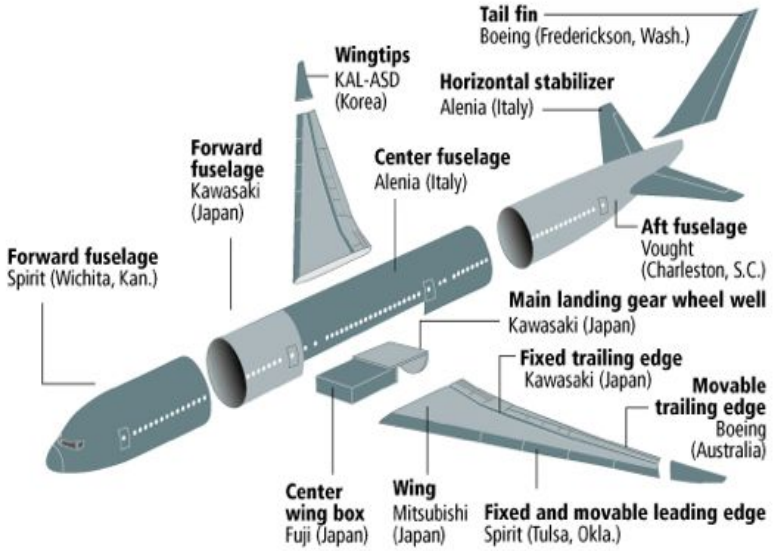 Tail fin
Boeing (Frederickson, Wash.)
Wingtips
KAL-ASD
(Korea)
Horizontal stabilizer
Alenia (Italy)
Forward
fuselage
Kawasaki
(Japan)
Center fuselage
Alenia (Italy)
Aft fuselage
Vought
(Charleston, S.C.)
Forward fuselage
Spirit (Wichita, Kan.)
Main landing gear wheel well
Kawasaki (Japan)
Fixed trailing edge
Kawasaki (Japan)
Movable
trailing edge
Boeing
(Australia)
Center
wing box
Fuji (Japan)
Wing
Mitsubishi
(Japan)
Fixed and movable leading edge
Spirit (Tulsa, Okla.)